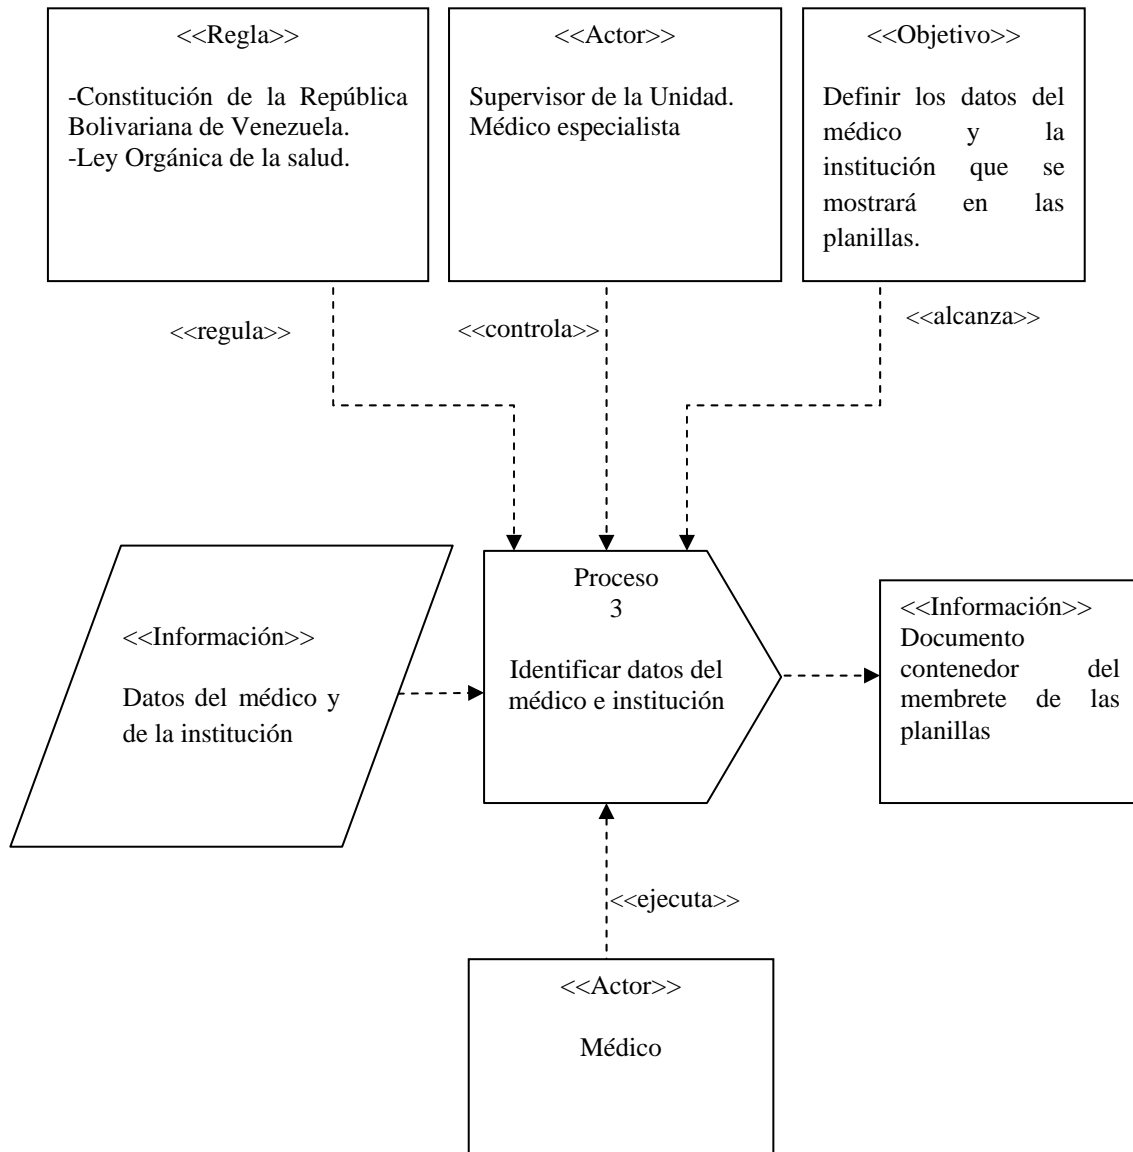 <<Regla>>
-Constitución de la República
Bolivariana de Venezuela.
-Ley Orgánica de la salud.
<<Actor>>
Supervisor de la Unidad.
Médico especialista
<<Objetivo>>
Definir los datos del
médico y la
institución que se
mostrará en las
planillas.
<<regula>>
<<controla>>
<<alcanza>>
<<Información>>
Datos del médico y
de la institución
Proceso
3
Identificar datos del
médico e institución
<<Información>>
Documento
contenedor del
membrete de las
planillas
<<ejecuta>>
<<Actor>>
Médico